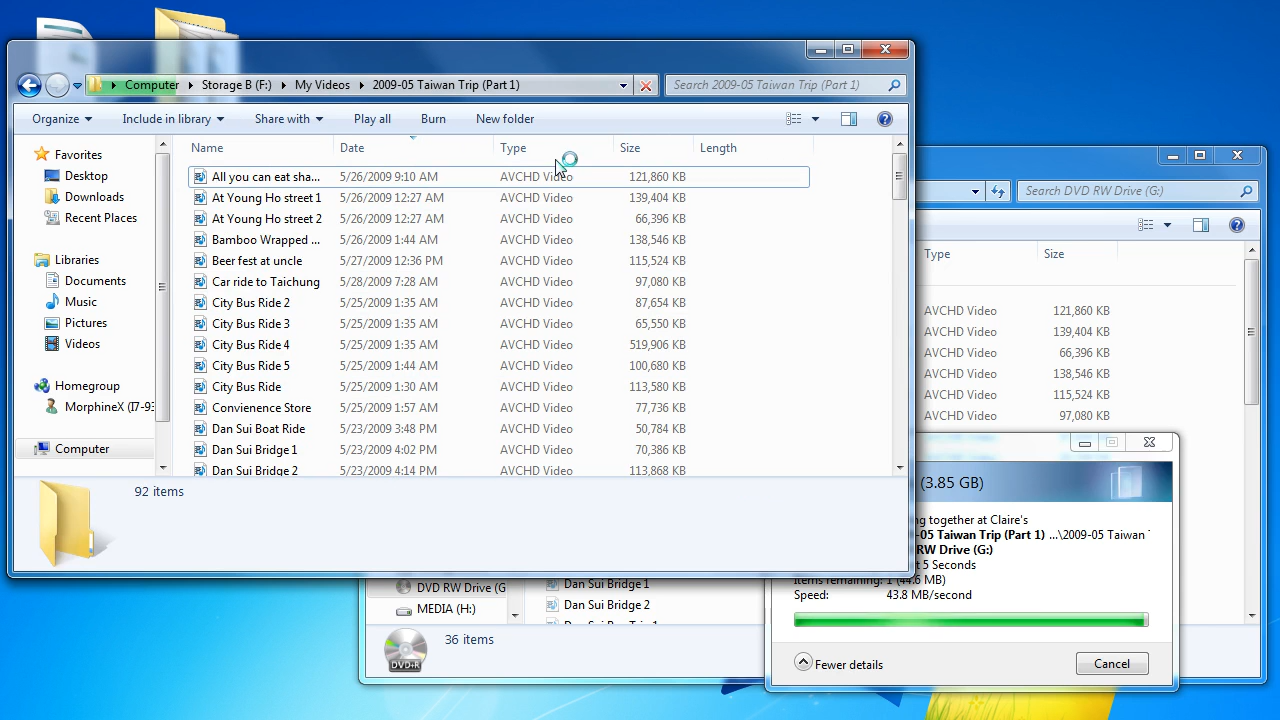 Computer Storage B (F:) My Videos 2009-05 Taiwan Trip (Part 1)
Search 2009-05 Taiwan Trip (Part 1)
Organize Include in library Share with Play all Burn New folder
Favorites
Desktop
Downloads
Recent Places
Libraries
Documents
Music
Pictures
Videos
Homegroup
MorphineX (I7-93
Computer
Name Date Type Size Length
All you can eat sha... 5/26/2009 9:10 AM AVCHD Video 121,860 KB
At Young Ho street 1 5/26/2009 12:27 AM AVCHD Video 139,404 KB
At Young Ho street 2 5/26/2009 12:27 AM AVCHD Video 66,396 KB
Bamboo Wrapped ... 5/26/2009 1:44 AM AVCHD Video 138,546 KB
Beer fest at uncle 5/27/2009 12:36 PM AVCHD Video 115,524 KB
Car ride to Taichung 5/28/2009 7:28 AM AVCHD Video 97,080 KB
City Bus Ride 2 5/25/2009 1:35 AM AVCHD Video 87,654 KB
City Bus Ride 3 5/25/2009 1:35 AM AVCHD Video 65,550 KB
City Bus Ride 4 5/25/2009 1:35 AM AVCHD Video 519,906 KB
City Bus Ride 5 5/25/2009 1:44 AM AVCHD Video 100,680 KB
City Bus Ride 5/25/2009 1:30 AM AVCHD Video 113,580 KB
Convienence Store 5/25/2009 1:57 AM AVCHD Video 77,736 KB
Dan Sui Boat Ride 5/23/2009 3:48 PM AVCHD Video 50,784 KB
Dan Sui Bridge 1 5/23/2009 4:02 PM AVCHD Video 70,386 KB
Dan Sui Bridge 2 5/23/2009 4:14 PM AVCHD Video 113,868 KB
92 items
Search DVD RW Drive (G:)
Type Size
AVCHD Video 121,860 KB
AVCHD Video 139,404 KB
AVCHD Video 66,396 KB
AVCHD Video 138,546 KB
AVCHD Video 115,524 KB
AVCHD Video 97,080 KB
DVD RW Drive (G
MEDIA (H:)
Dan Sui Bridge 1
Dan Sui Bridge 2
36 items
DVD+R
(3.85 GB)
ng together at Claire's
-05 Taiwan Trip (Part 1) ...\2009-05 Taiwan
RW Drive (G:)
t 5 Seconds
Items remaining: 1 (44.6 MB)
Speed: 43.8 MB/second
Fewer details
Cancel